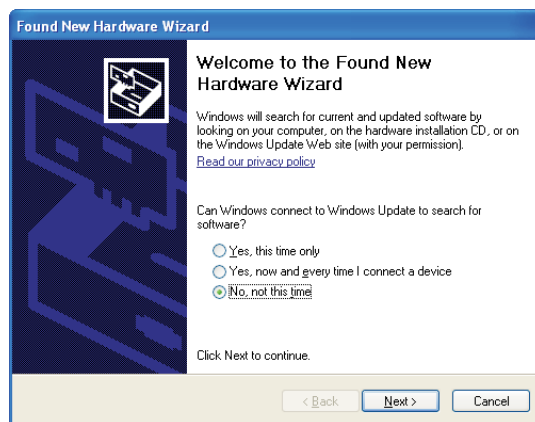 Found New Hardware Wizard
Welcome to the Found New
Hardware Wizard
Windows will search for current and updated software by
looking on your computer, on the hardware installation CD, or on
the Windows Update Web site (with your permission).
Read our privacy policy
Can Windows connect to Windows Update to search for
software?
Yes, this time only
Yes, now and every time I connect a device
No, not this time
Click Next to continue.
< Back
Next >
Cancel